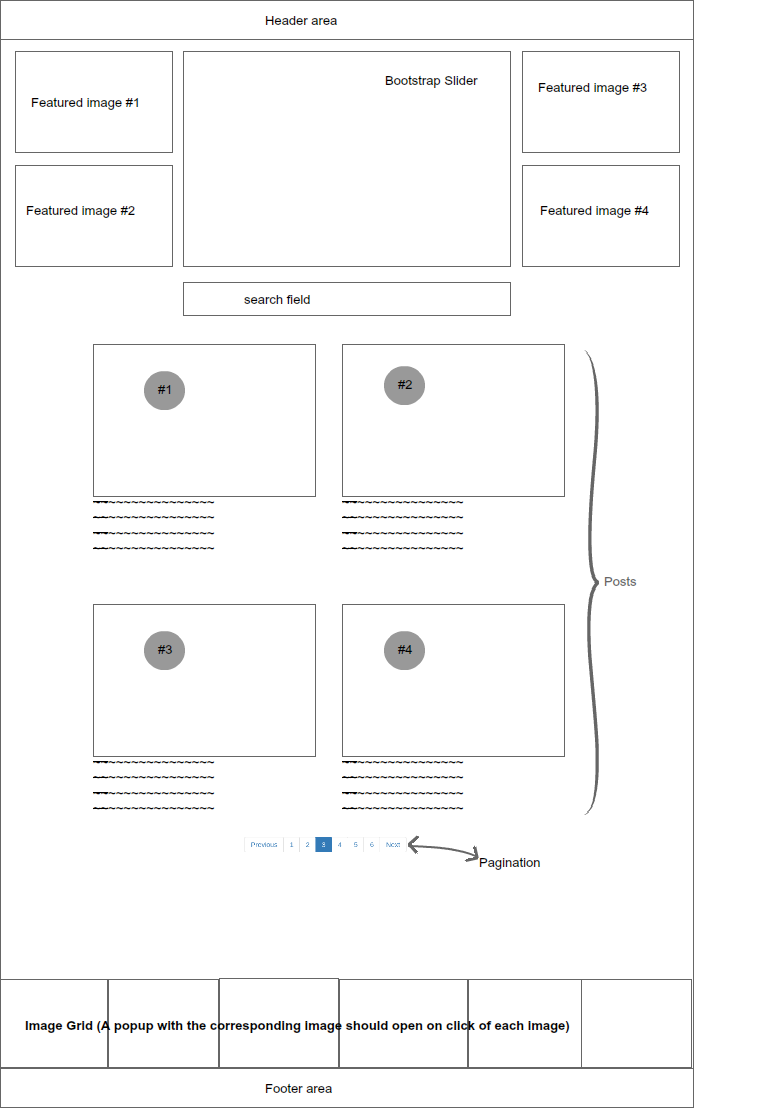 Header area
Bootstrap Slider
Featured image #1
Featured image #3
Featured image #2
Featured image #4
search field
#1
#2
Posts
#3
#4
Previous 1 2 3 4 5 6 Next
Pagination
Image Grid (A popup with the corresponding image should open on click of each image)
Footer area